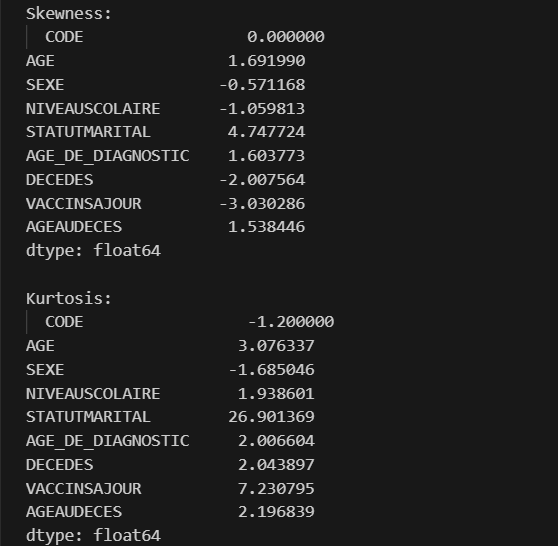 Skewness:
CODE 0.000000
AGE 1.691990
SEXE -0.571168
NIVEAUSCOLAIRE -1.059813
STATUTMARITAL 4.747724
AGE_DE_DIAGNOSTIC 1.603773
DECEDES -2.007564
VACCINSAJOUR -3.030286
AGEAUDECES 1.538446
dtype: float64
Kurtosis:
CODE -1.200000
AGE 3.076337
SEXE -1.685046
NIVEAUSCOLAIRE 1.938601
STATUTMARITAL 26.901369
AGE_DE_DIAGNOSTIC 2.006604
DECEDES 2.043897
VACCINSAJOUR 7.230795
AGEAUDECES 2.196839
dtype: float64